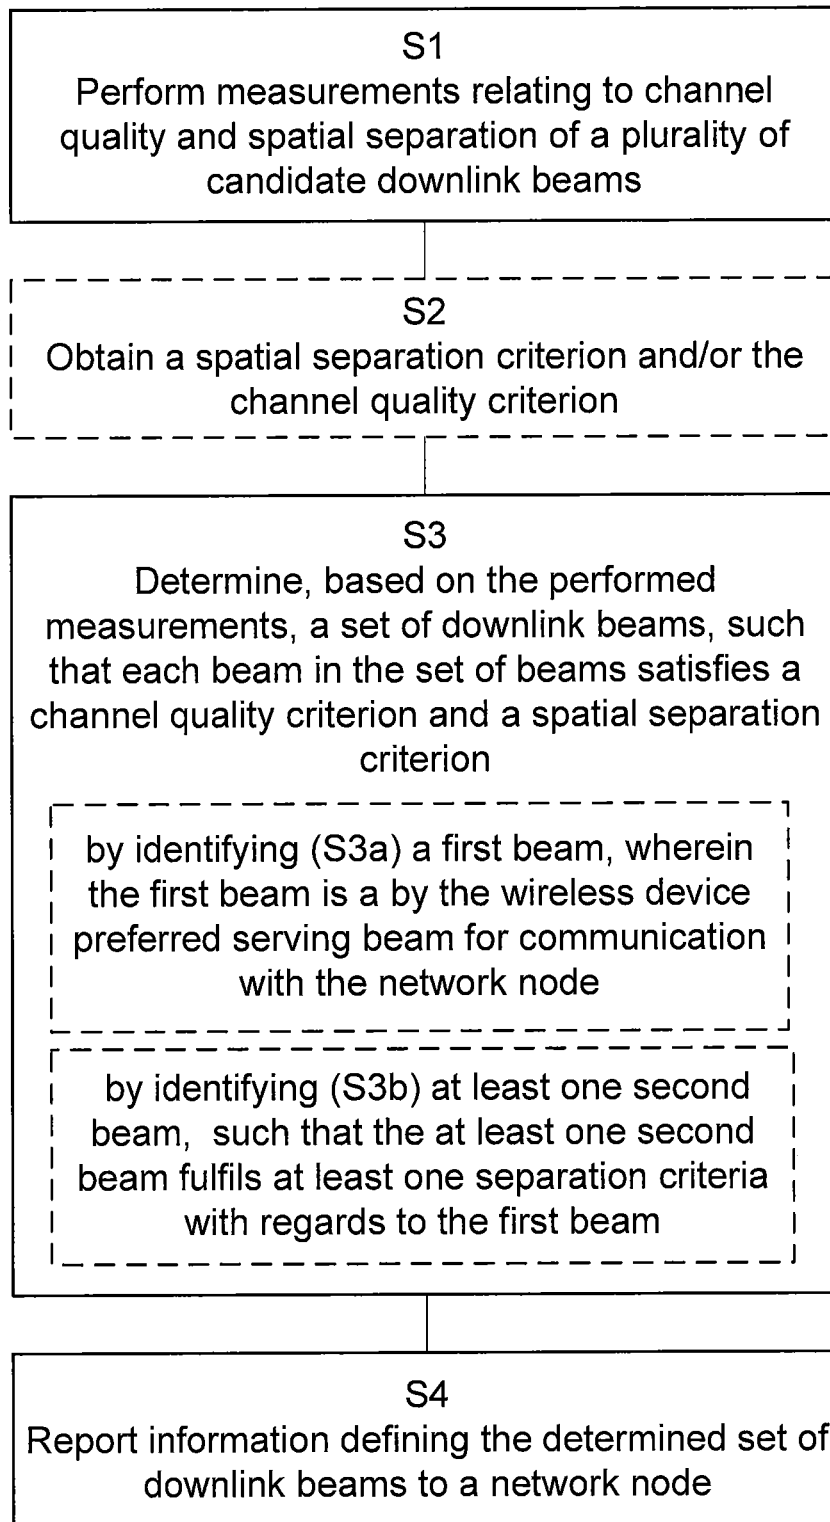 S1
Perform measurements relating to channel
quality and spatial separation of a plurality of
candidate downlink beams
S2
Obtain a spatial separation criterion and/or the
channel quality criterion
S3
Determine, based on the performed
measurements, a set of downlink beams, such
that each beam in the set of beams satisfies a
channel quality criterion and a spatial separation
criterion
by identifying (S3a) a first beam, wherein
the first beam is a by the wireless device
preferred serving beam for communication
with the network node
by identifying (S3b) at least one second
beam, such that the at least one second
beam fulfils at least one separation criteria
with regards to the first beam
S4
Report information defining the determined set of
downlink beams to a network node